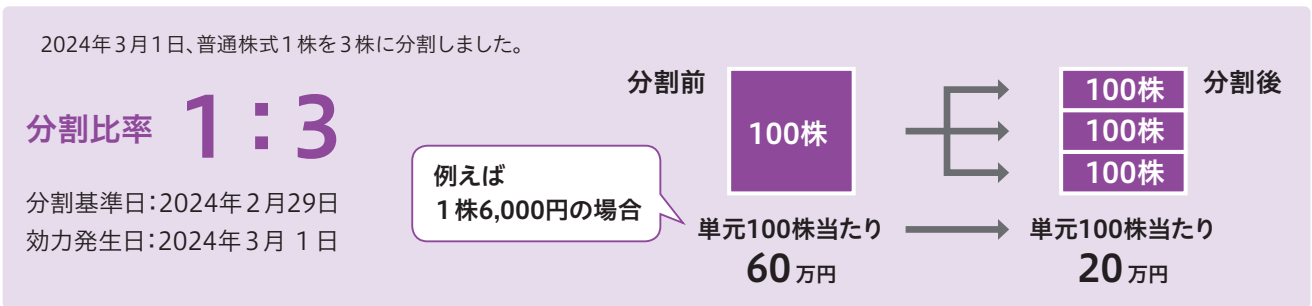 2024年3月1日、普通株式1株を3株に分割しました。
分割比率 1:3
分割基準日:2024年2月29日
効力発生日:2024年3月1日
例えば
1株6,000円の場合
分割前
100株
単元100株当たり
60万円
分割後
100株
100株
100株
単元100株当たり
20万円